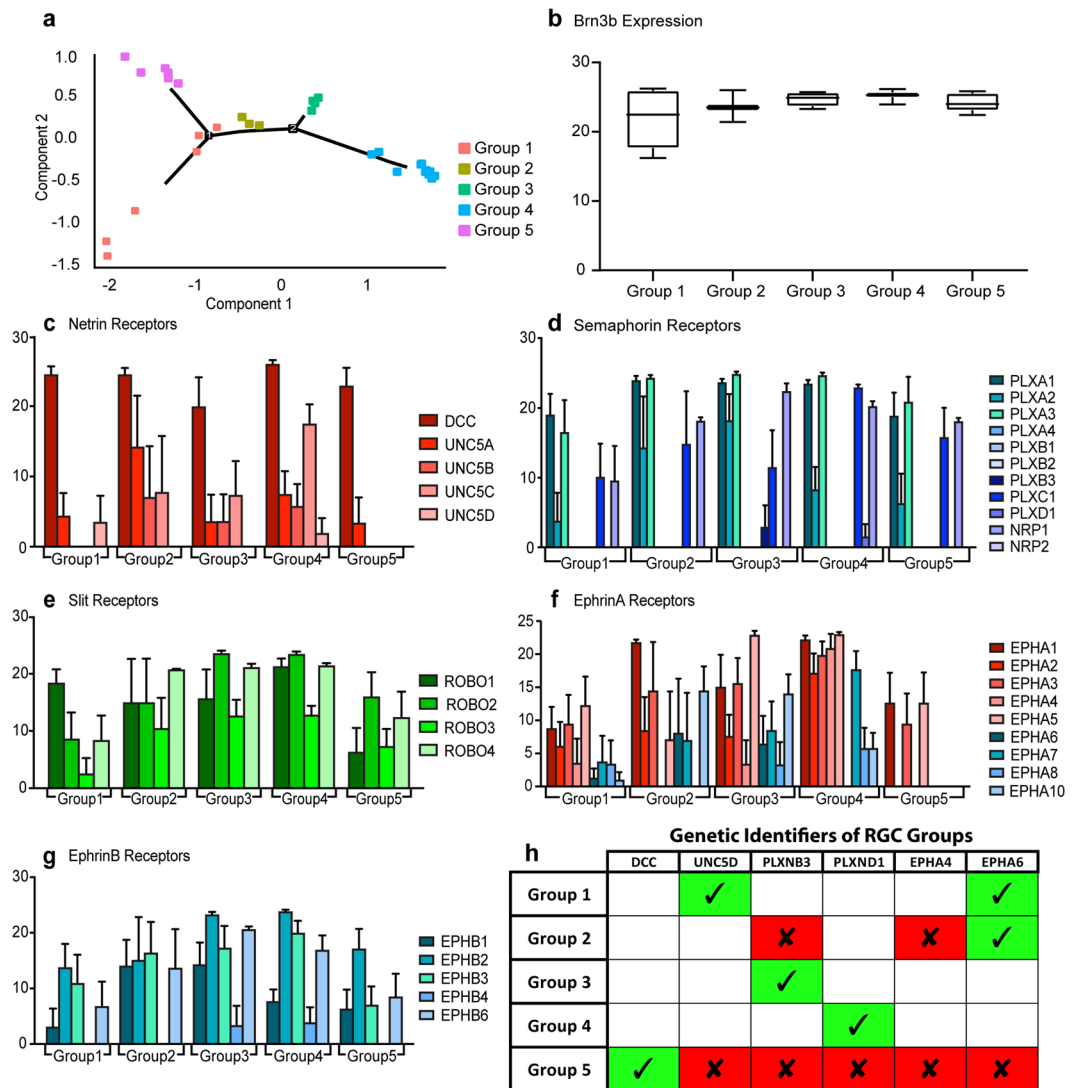 a
1.0
0.5
0.0
-0.5
-1.0
-1.5
Component 2
-2
-1
0
1
Component 1
1
2
Group 1
Group 2
Group 3
Group 4
Group 5
b Brn3b Expression
30
20
10
0
Group 1 Group 2 Group 3 Group 4 Group 5
c Netrin Receptors
30
20
10
0
DCC
UNC5A
UNC5B
UNC5C
UNC5D
Group1 Group2 Group3 Group4 Group5
d Semaphorin Receptors
30
20
10
0
PLXA1
PLXA2
PLXA3
PLXA4
PLXB1
PLXB2
PLXB3
PLXC1
PLXD1
NRP1
NRP2
Group1 Group2 Group3 Group4 Group5
e Slit Receptors
30
20
10
0
ROBO1
ROBO2
ROBO3
ROBO4
Group1 Group2 Group3 Group4 Group5
f EphrinA Receptors
25
20
15
10
5
0
EPHA1
EPHA2
EPHA3
EPHA4
EPHA5
EPHA6
EPHA7
EPHA8
EPHA10
Group1 Group2 Group3 Group4 Group5
g EphrinB Receptors
30
20
10
0
EPHB1
EPHB2
EPHB3
EPHB4
EPHB6
Group1 Group2 Group3 Group4 Group5
h Genetic Identifiers of RGC Groups
DCC UNC5D PLXNB3 PLXND1 EPHA4 EPHA6
Group 1 ✓ ✓
Group 2 ✘ ✘ ✓
Group 3 ✓
Group 4 ✓
Group 5 ✓ ✘ ✘ ✘ ✘ ✘